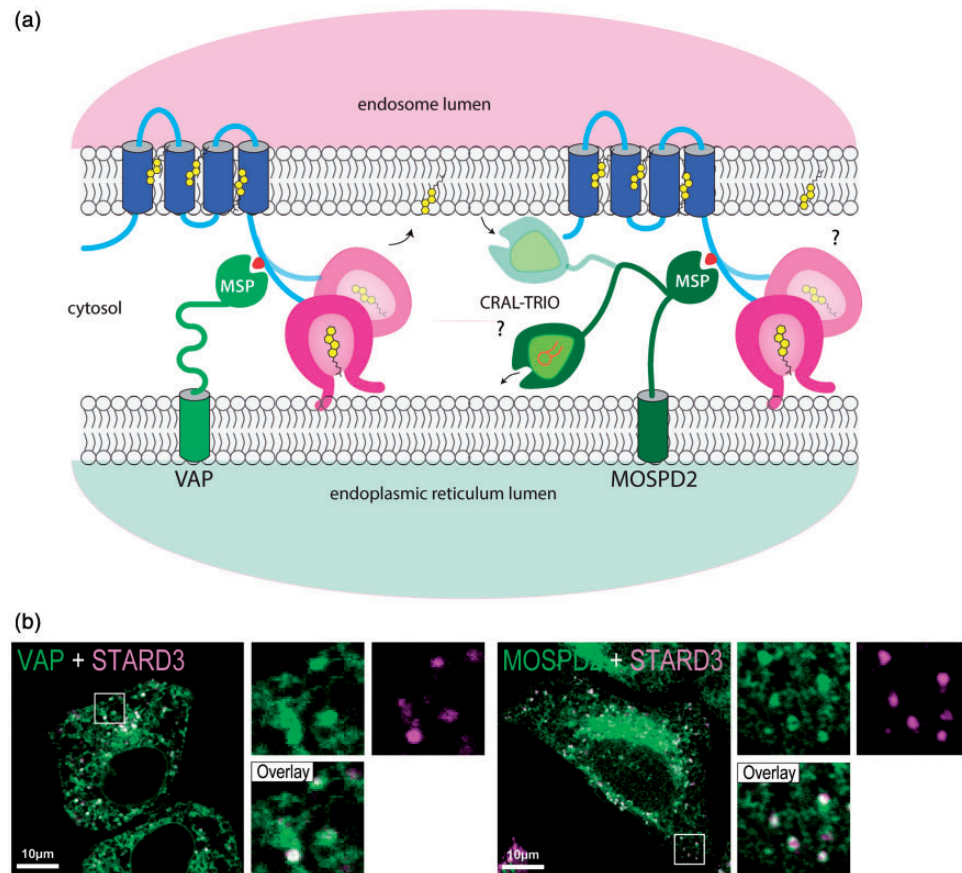 (a)
endosome lumen
MSP
cytosol
CRAL-TRIO
?
MSP
?
VAP
MOSPD2
endoplasmic reticulum lumen
(b)
VAP + STARD3
Overlay
10µm
MOSPD2 + STARD3
Overlay
10µm